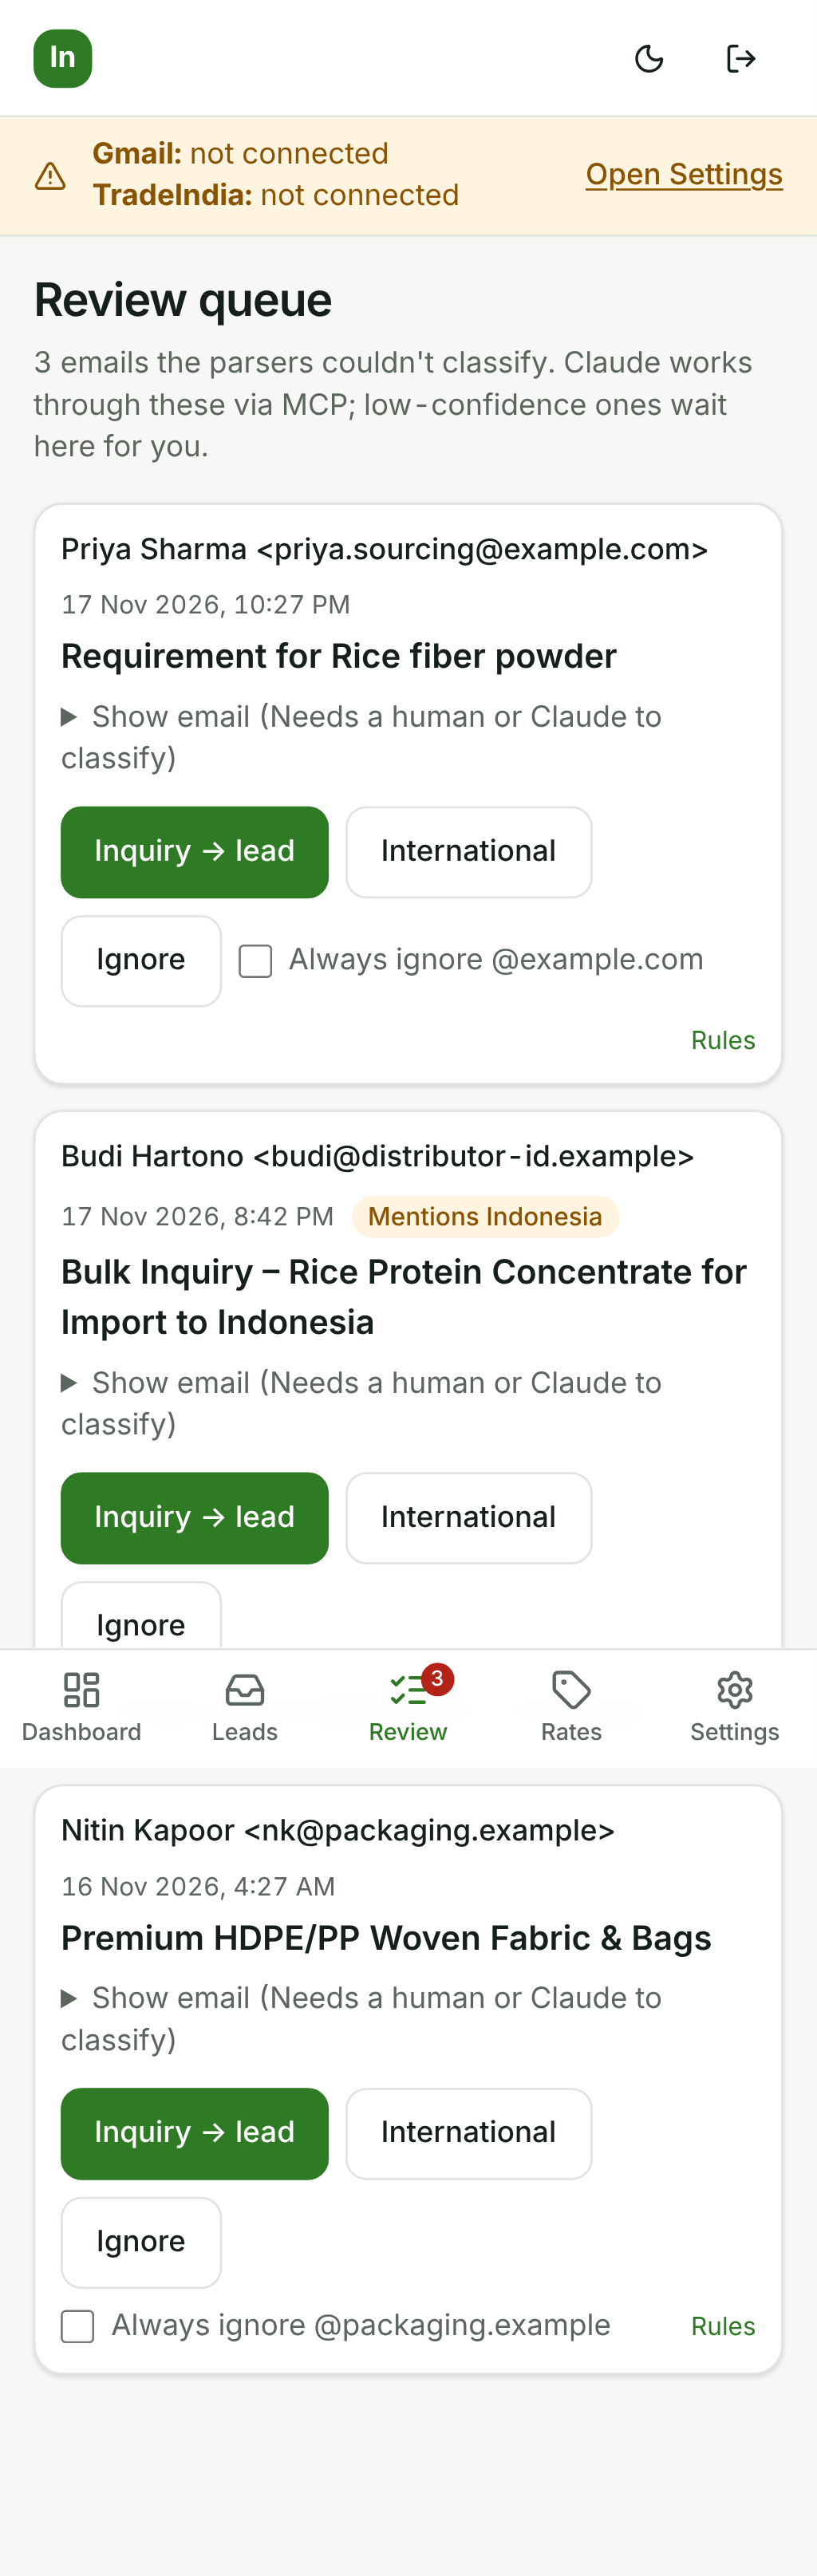 In
Gmail: not connected
TradeIndia: not connected
Open Settings
Review queue
3 emails the parsers couldn't classify. Claude works
through these via MCP; low-confidence ones wait
here for you.
Priya Sharma <priya.sourcing@example.com>
17 Nov 2026, 10:27 PM
Requirement for Rice fiber powder
▶ Show email (Needs a human or Claude to
classify)
Inquiry → lead
International
Ignore
Always ignore @example.com
Rules
Budi Hartono <budi@distributor-id.example>
17 Nov 2026, 8:42 PM
Mentions Indonesia
Bulk Inquiry – Rice Protein Concentrate for
Import to Indonesia
▶ Show email (Needs a human or Claude to
classify)
Inquiry → lead
International
Ignore
3
Dashboard
Leads
Review
Rates
Settings
Nitin Kapoor <nk@packaging.example>
16 Nov 2026, 4:27 AM
Premium HDPE/PP Woven Fabric & Bags
▶ Show email (Needs a human or Claude to
classify)
Inquiry → lead
International
Ignore
Always ignore @packaging.example
Rules